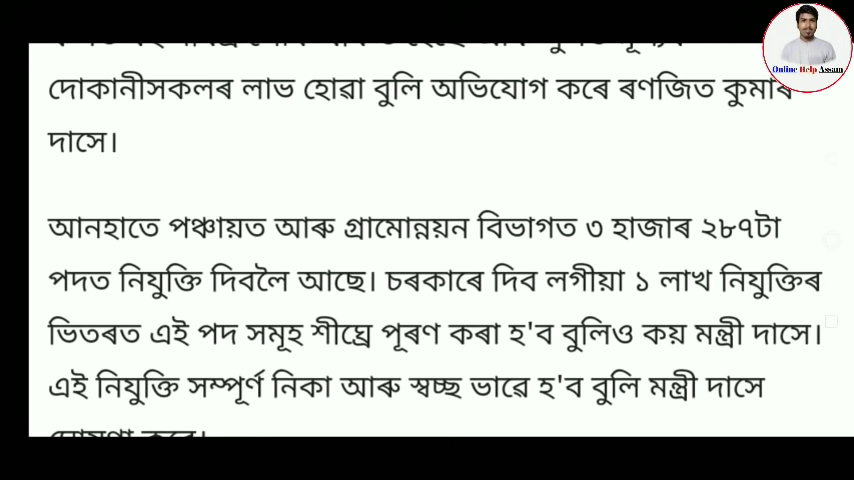 দোকানীসকলৰ লাভ হোৱা বুলি অভিযোগ কৰে ৰণজিত কুমাৰ
দাসে।
আনহাতে পঞ্চায়ত আৰু গ্ৰামোন্নয়ন বিভাগত ৩ হাজাৰ ২৮৭টা
পদত নিযুক্তি দিবলৈ আছে। চৰকাৰে দিব লগীয়া ১ লাখ নিযুক্তিৰ
ভিতৰত এই পদ সমূহ শীঘ্ৰে পূৰণ কৰা হ'ব বুলিও কয় মন্ত্ৰী দাসে।
এই নিযুক্তি সম্পূৰ্ণ নিকা আৰু স্বচ্ছ ভাৱে হ'ব বুলি মন্ত্ৰী দাসে
Online Help Assam